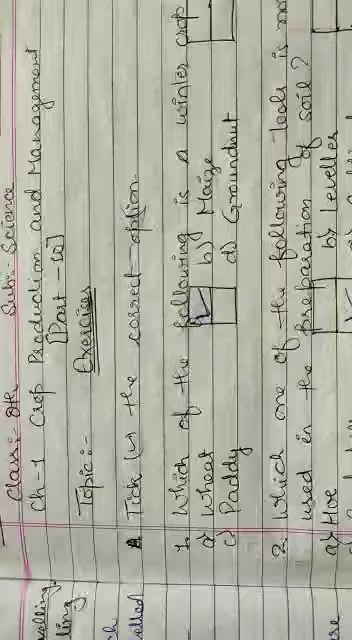 Class:- 8th Sub:- Science
Ch-1 Crop Production and Management
[Part-10]
Topic:- Exercises
A. Tick (✓) the correct option.
1. Which of the following is a winter crop
a) Wheat ✓ b) Maize
c) Paddy d) Groundnut
2. Which one of the following tools is not
used in the preparation of soil?
a) Hoe b) Leveller